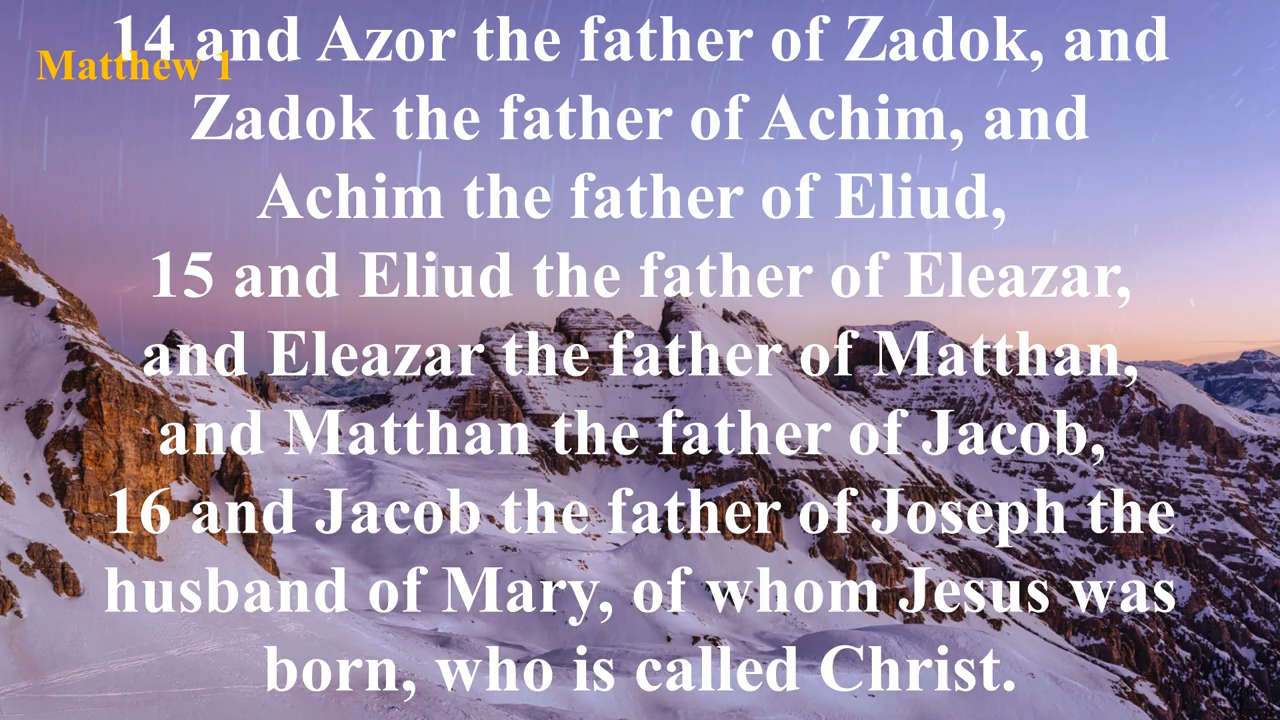 Matthew 1
14 and Azor the father of Zadok, and
Zadok the father of Achim, and
Achim the father of Eliud,
15 and Eliud the father of Eleazar,
and Eleazar the father of Matthan,
and Matthan the father of Jacob,
16 and Jacob the father of Joseph the
husband of Mary, of whom Jesus was
born, who is called Christ.